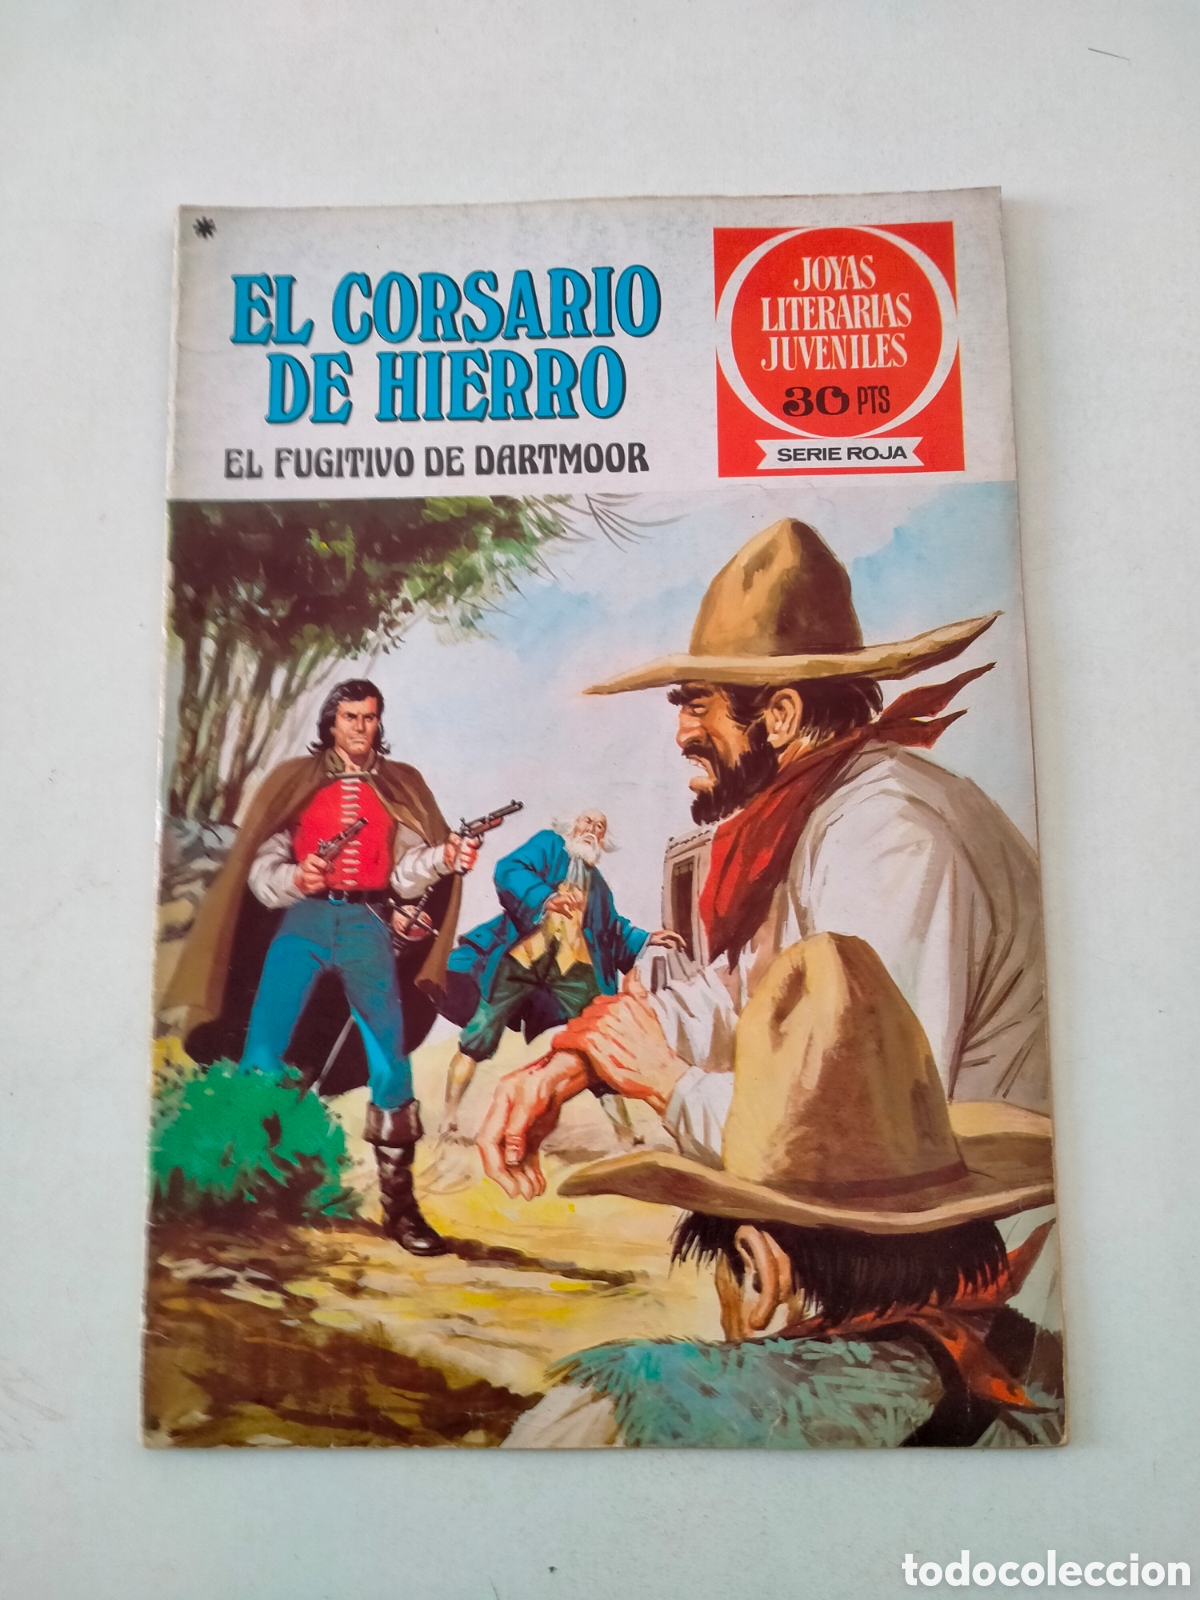 EL CORSARIO
DE HIERRO
EL FUGITIVO DE DARTMOOR
JOYAS
LITERARIAS
JUVENILES
30 PTS
SERIE ROJA
todocoleccion